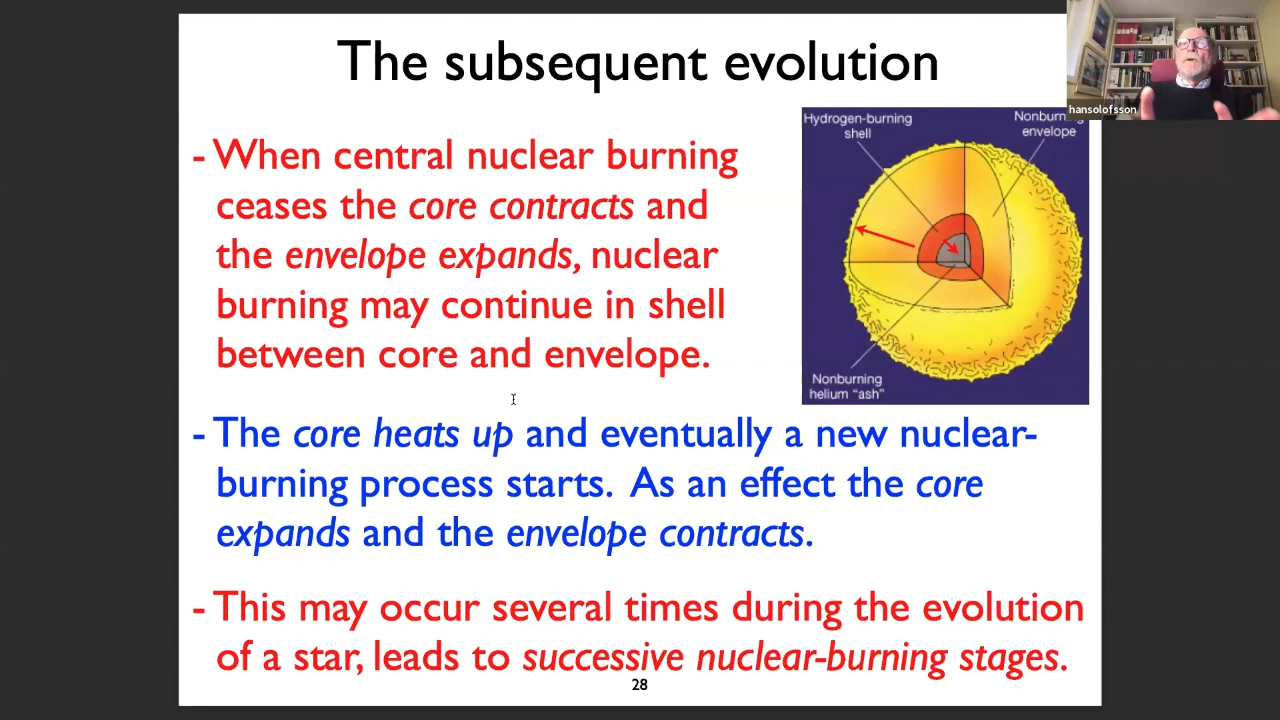 The subsequent evolution
hansolofsson
- When central nuclear burning
ceases the core contracts and
the envelope expands, nuclear
burning may continue in shell
between core and envelope.
Hydrogen-burning
shell
Nonburning
envelope
Nonburning
helium "ash"
- The core heats up and eventually a new nuclear-
burning process starts. As an effect the core
expands and the envelope contracts.
- This may occur several times during the evolution
of a star, leads to successive nuclear-burning stages.
28